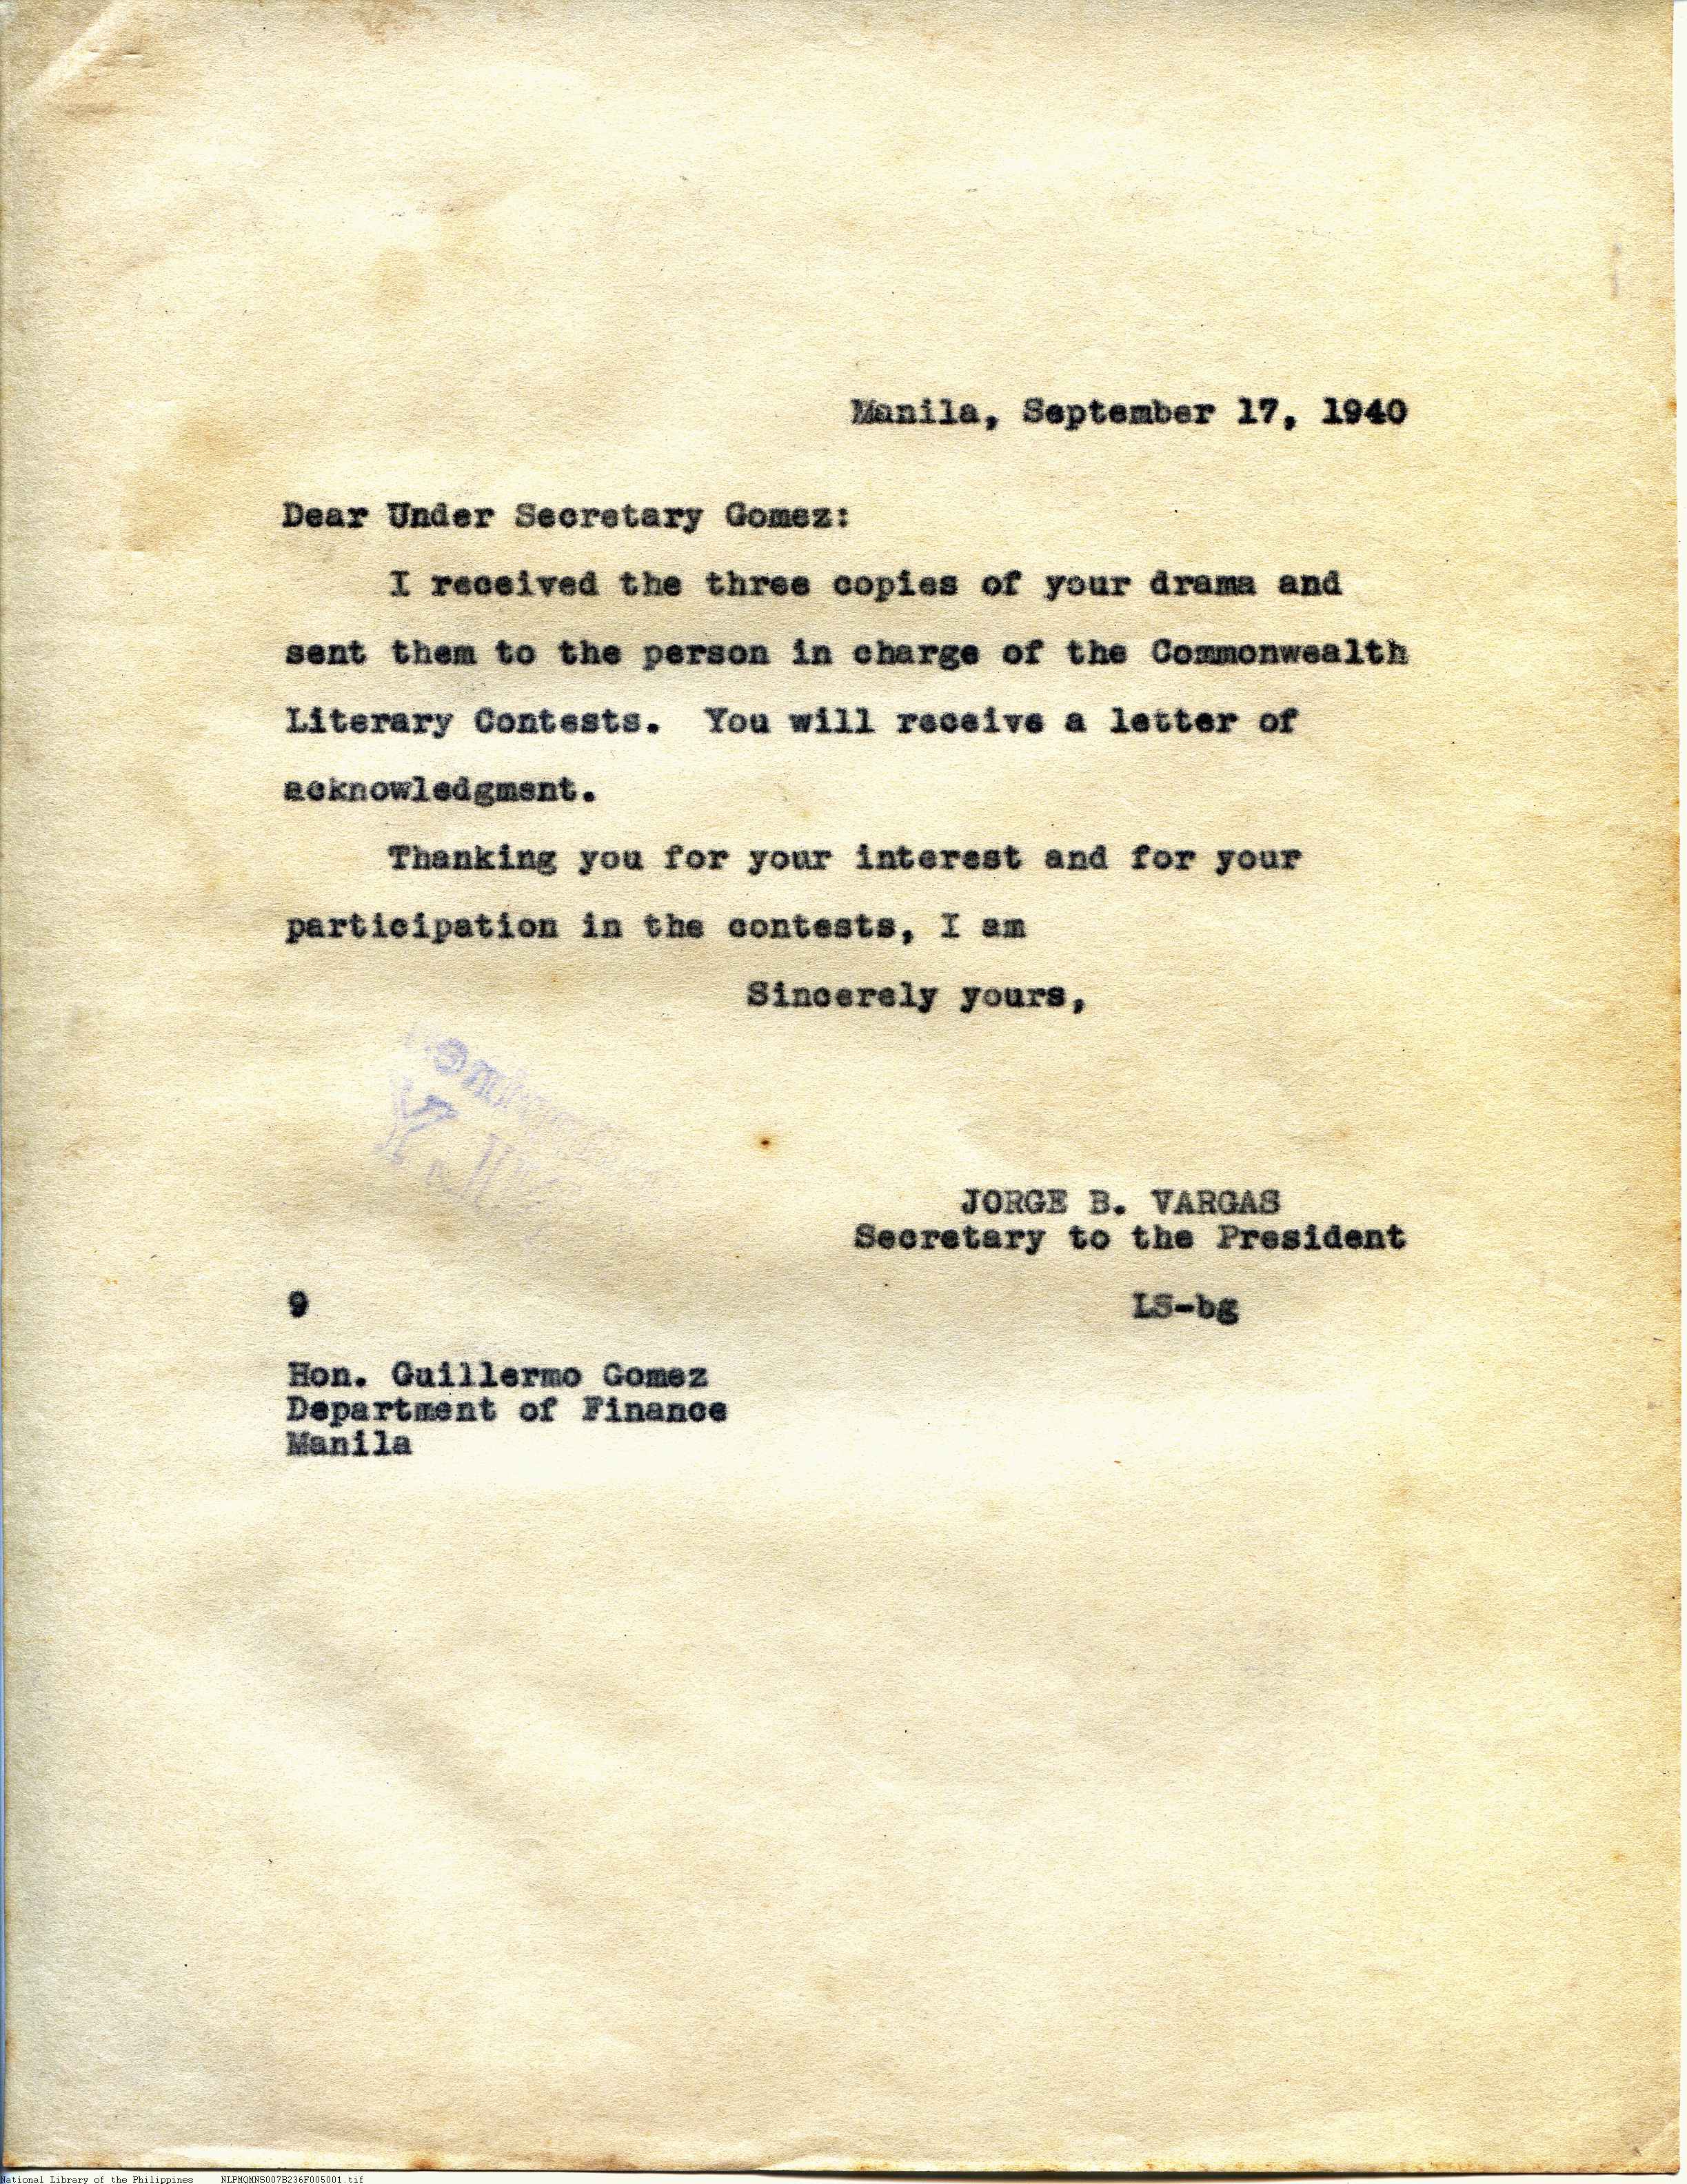 Manila, September 17, 1940
Dear Under Secretary Gomez:
I received the three copies of your drama and
sent them to the person in charge of the Commonwealth
Literary Contests. You will receive a letter of
acknowledgment.
Thanking you for your interest and for your
participation in the contests, I am
Sincerely yours,
JORGE B. VARGAS
Secretary to the President
9 LS-bg
Hon. Guillermo Gomez
Department of Finance
Manila
National Library of the Philippines NLPMQMNS007B236F005001.tif